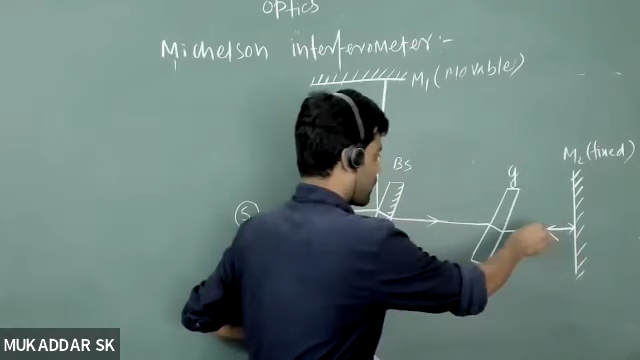 optics
Michelson interferometer:-
M₁ (Movable)
BS
g
M₂ (fixed)
S
MUKADDAR SK